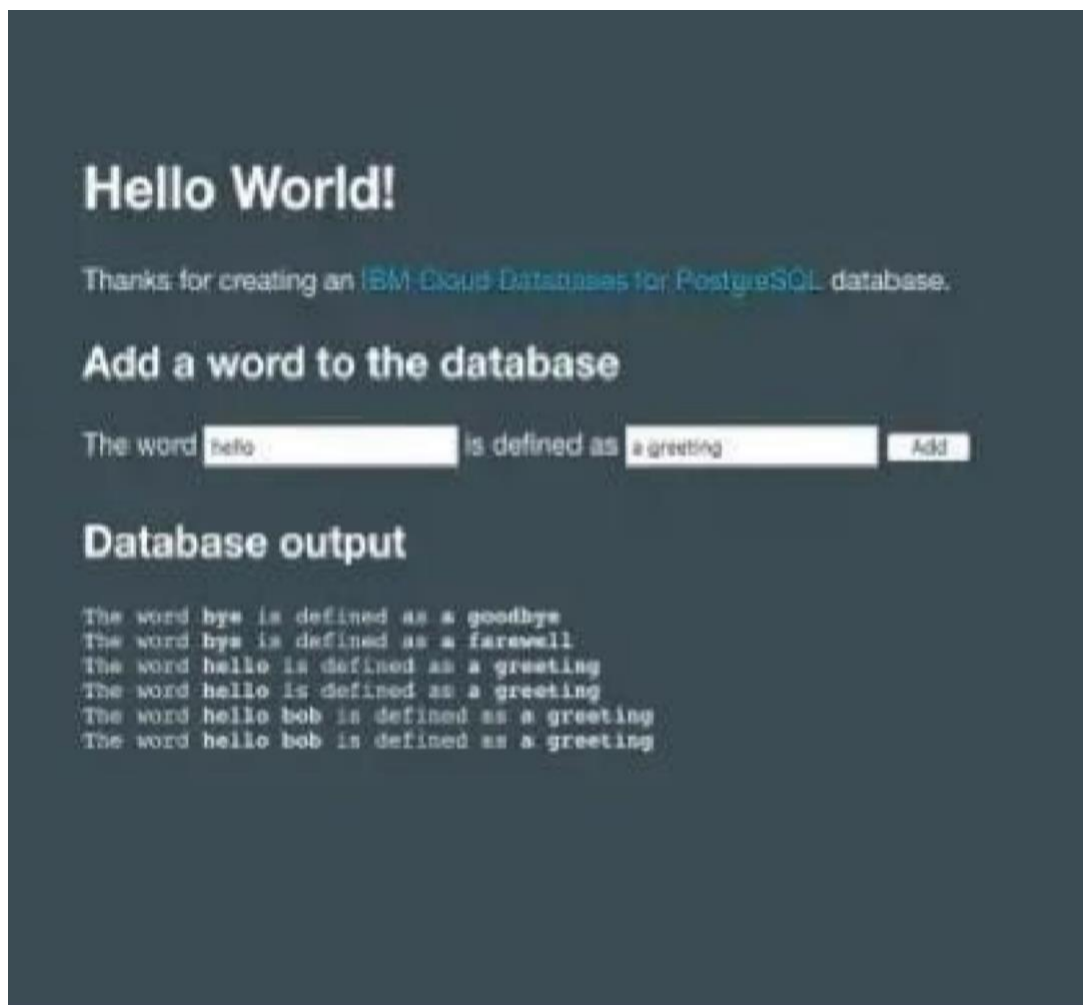 Hello World!
Thanks for creating an IBM Cloud Databases for PostgreSQL database.
Add a word to the database
The word hello is defined as a greeting Add
Database output
The word bye is defined as a goodbye
The word bye is defined as a farewell
The word hello is defined as a greeting
The word hello is defined as a greeting
The word hello bob is defined as a greeting
The word hello bob is defined as a greeting